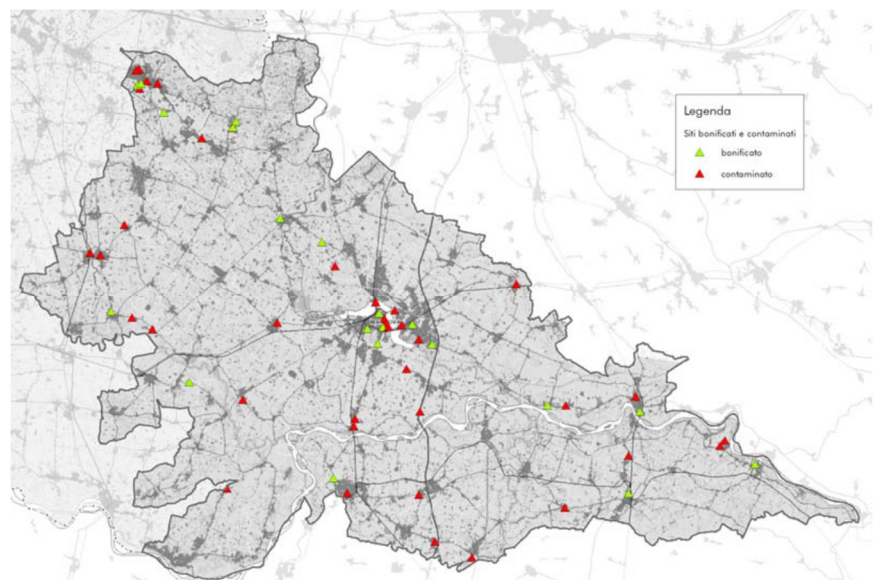 Legenda
Siti bonificati e contaminati
bonificato
contaminato